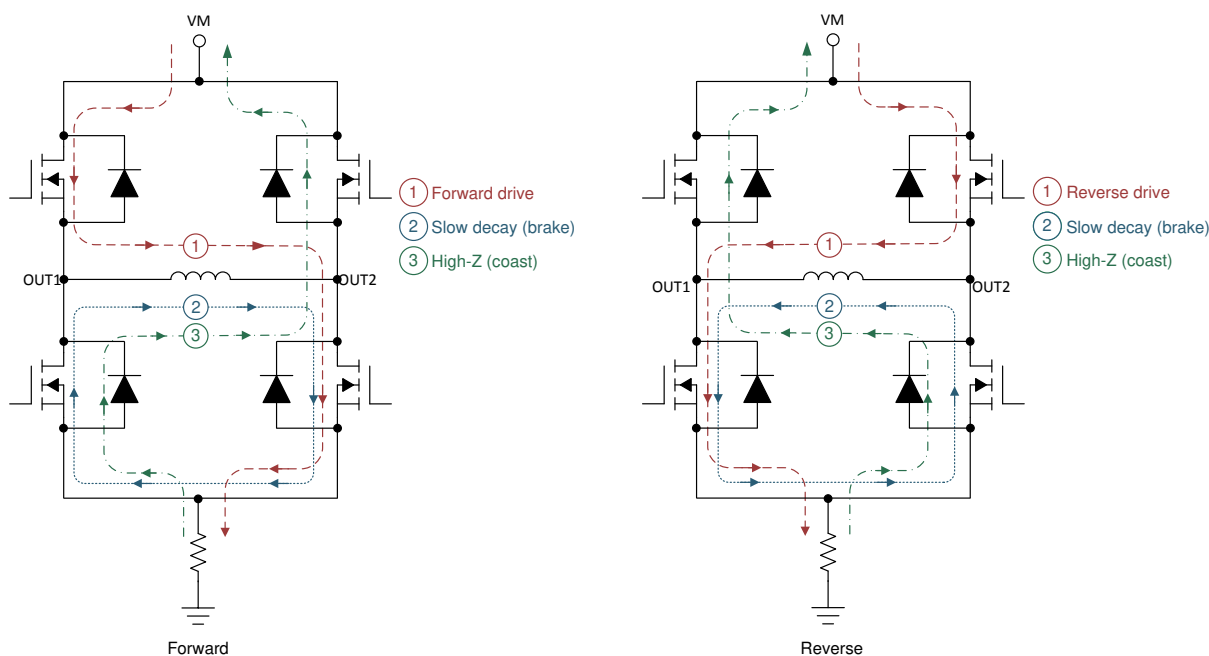 VM
VM
1 Forward drive
2 Slow decay (brake)
3 High-Z (coast)
1 Reverse drive
2 Slow decay (brake)
3 High-Z (coast)
1
1
OUT1
OUT2
OUT1
OUT2
2
3
2
3
Forward
Reverse